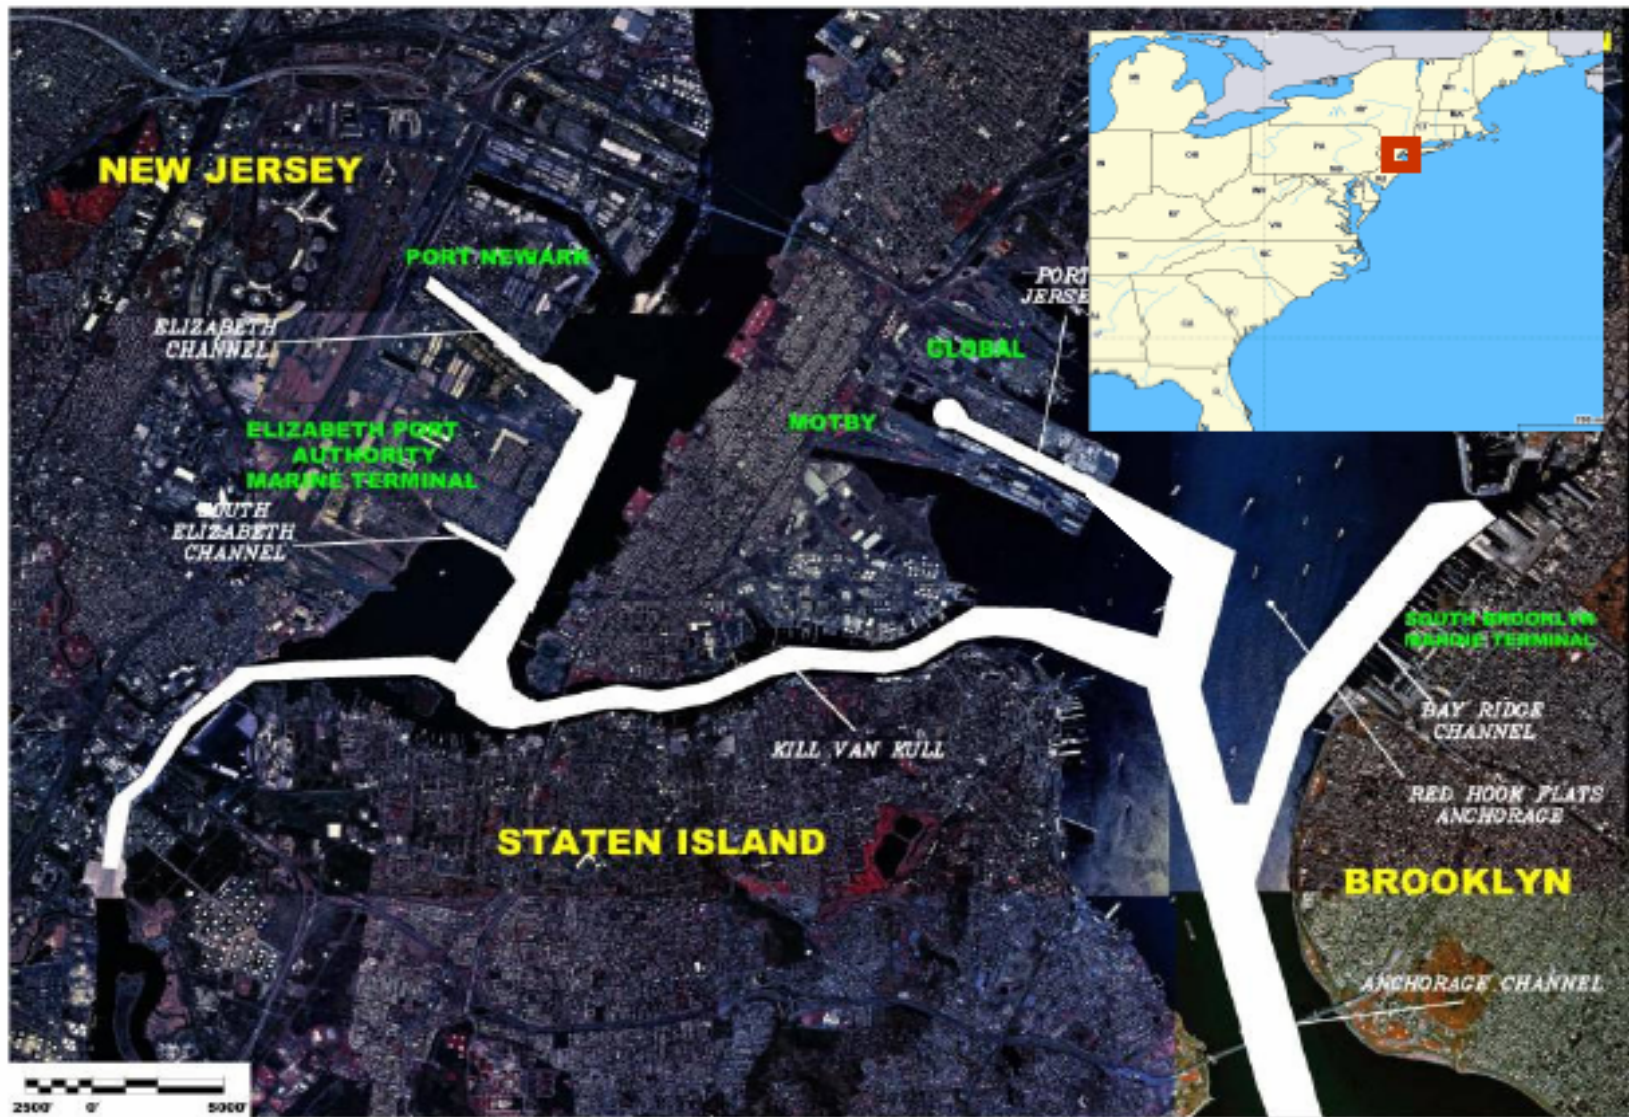 NEW JERSEY
PORT NEWARK
ELIZABETH
CHANNEL
ELIZABETH PORT
AUTHORITY
MARINE TERMINAL
SOUTH
ELIZABETH
CHANNEL
PORT
JERSE
GLOBAL
MOTBY
SOUTH BROOKLYN
MARINE TERMINAL
BAY RIDGE
CHANNEL
KILL VAN KULL
RED HOOK FLATS
ANCHORAGE
STATEN ISLAND
BROOKLYN
ANCHORAGE CHANNEL
2500' 0' 5000'